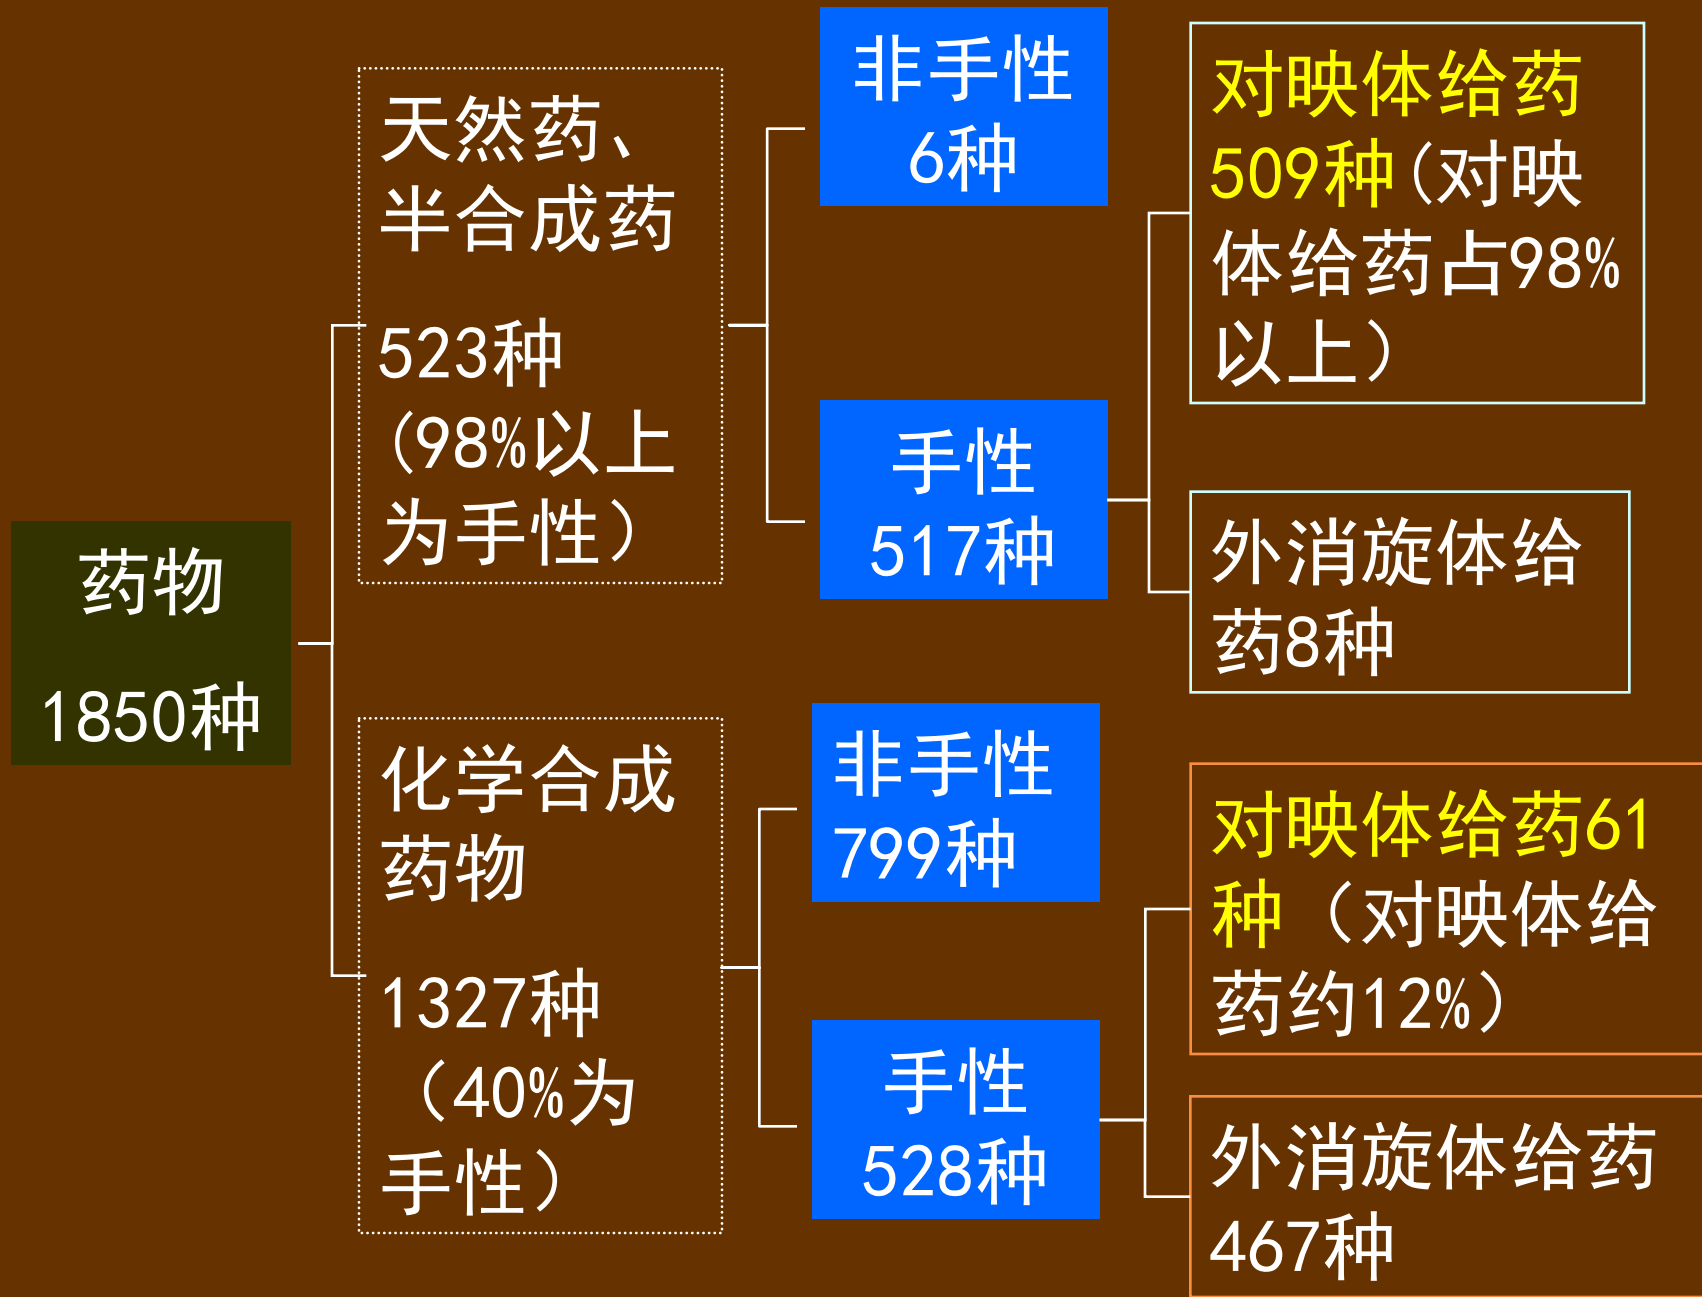 药物
1850种
天然药、
半合成药
523种
(98%以上
为手性）
非手性
6种
手性
517种
对映体给药
509种(对映
体给药占98%
以上）
外消旋体给
药8种
化学合成
药物
1327种
（40%为
手性）
非手性
799种
手性
528种
对映体给药61
种（对映体给
药约12%）
外消旋体给药
467种